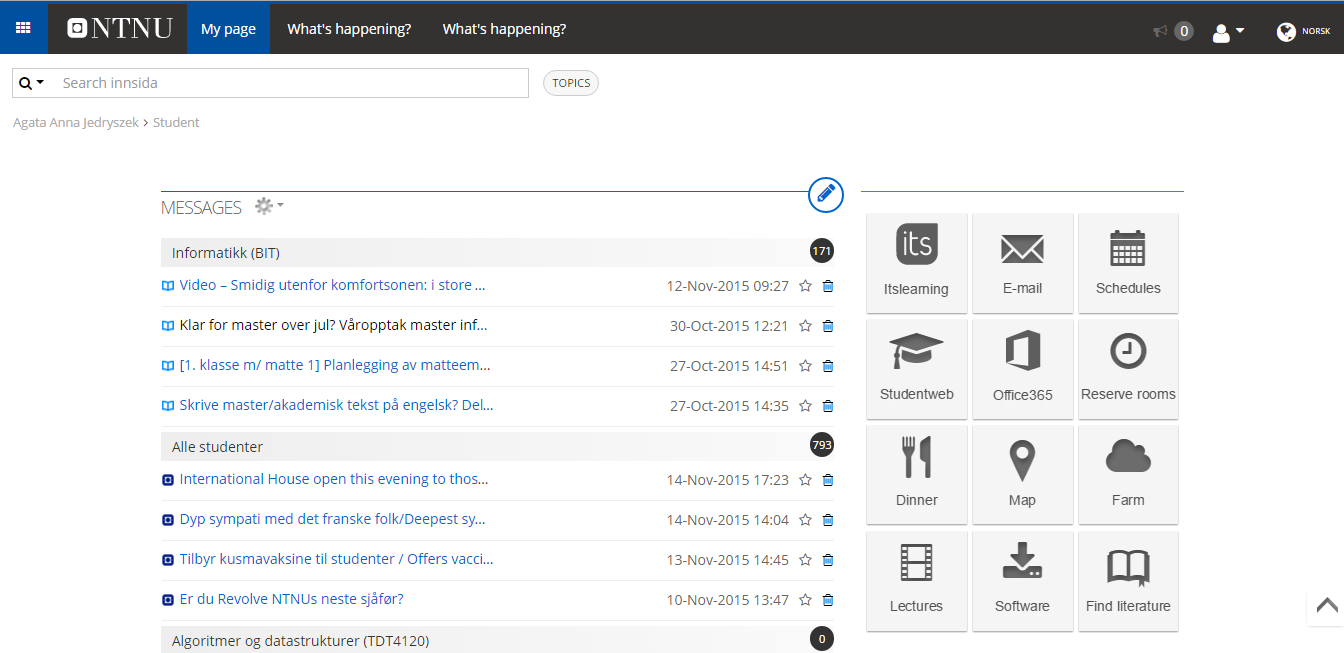 NTNU My page What's happening? What's happening? 0 NORSK
Search innsida TOPICS
Agata Anna Jedryszek › Student
MESSAGES
Informatikk (BIT) 171
Video – Smidig utenfor komfortsonen: i store ... 12-Nov-2015 09:27
Klar for master over jul? Våropptak master inf... 30-Oct-2015 12:21
[1. klasse m/ matte 1] Planlegging av matteem... 27-Oct-2015 14:51
Skrive master/akademisk tekst på engelsk? Del... 27-Oct-2015 14:35
Alle studenter 793
International House open this evening to thos... 14-Nov-2015 17:23
Dyp sympati med det franske folk/Deepest sy... 14-Nov-2015 14:04
Tilbyr kusmavaksine til studenter / Offers vacci... 13-Nov-2015 14:45
Er du Revolve NTNUs neste sjåfør? 10-Nov-2015 13:47
Algoritmer og datastrukturer (TDT4120) 0
its
Itslearning E-mail Schedules
Studentweb Office365 Reserve rooms
Dinner Map Farm
Lectures Software Find literature